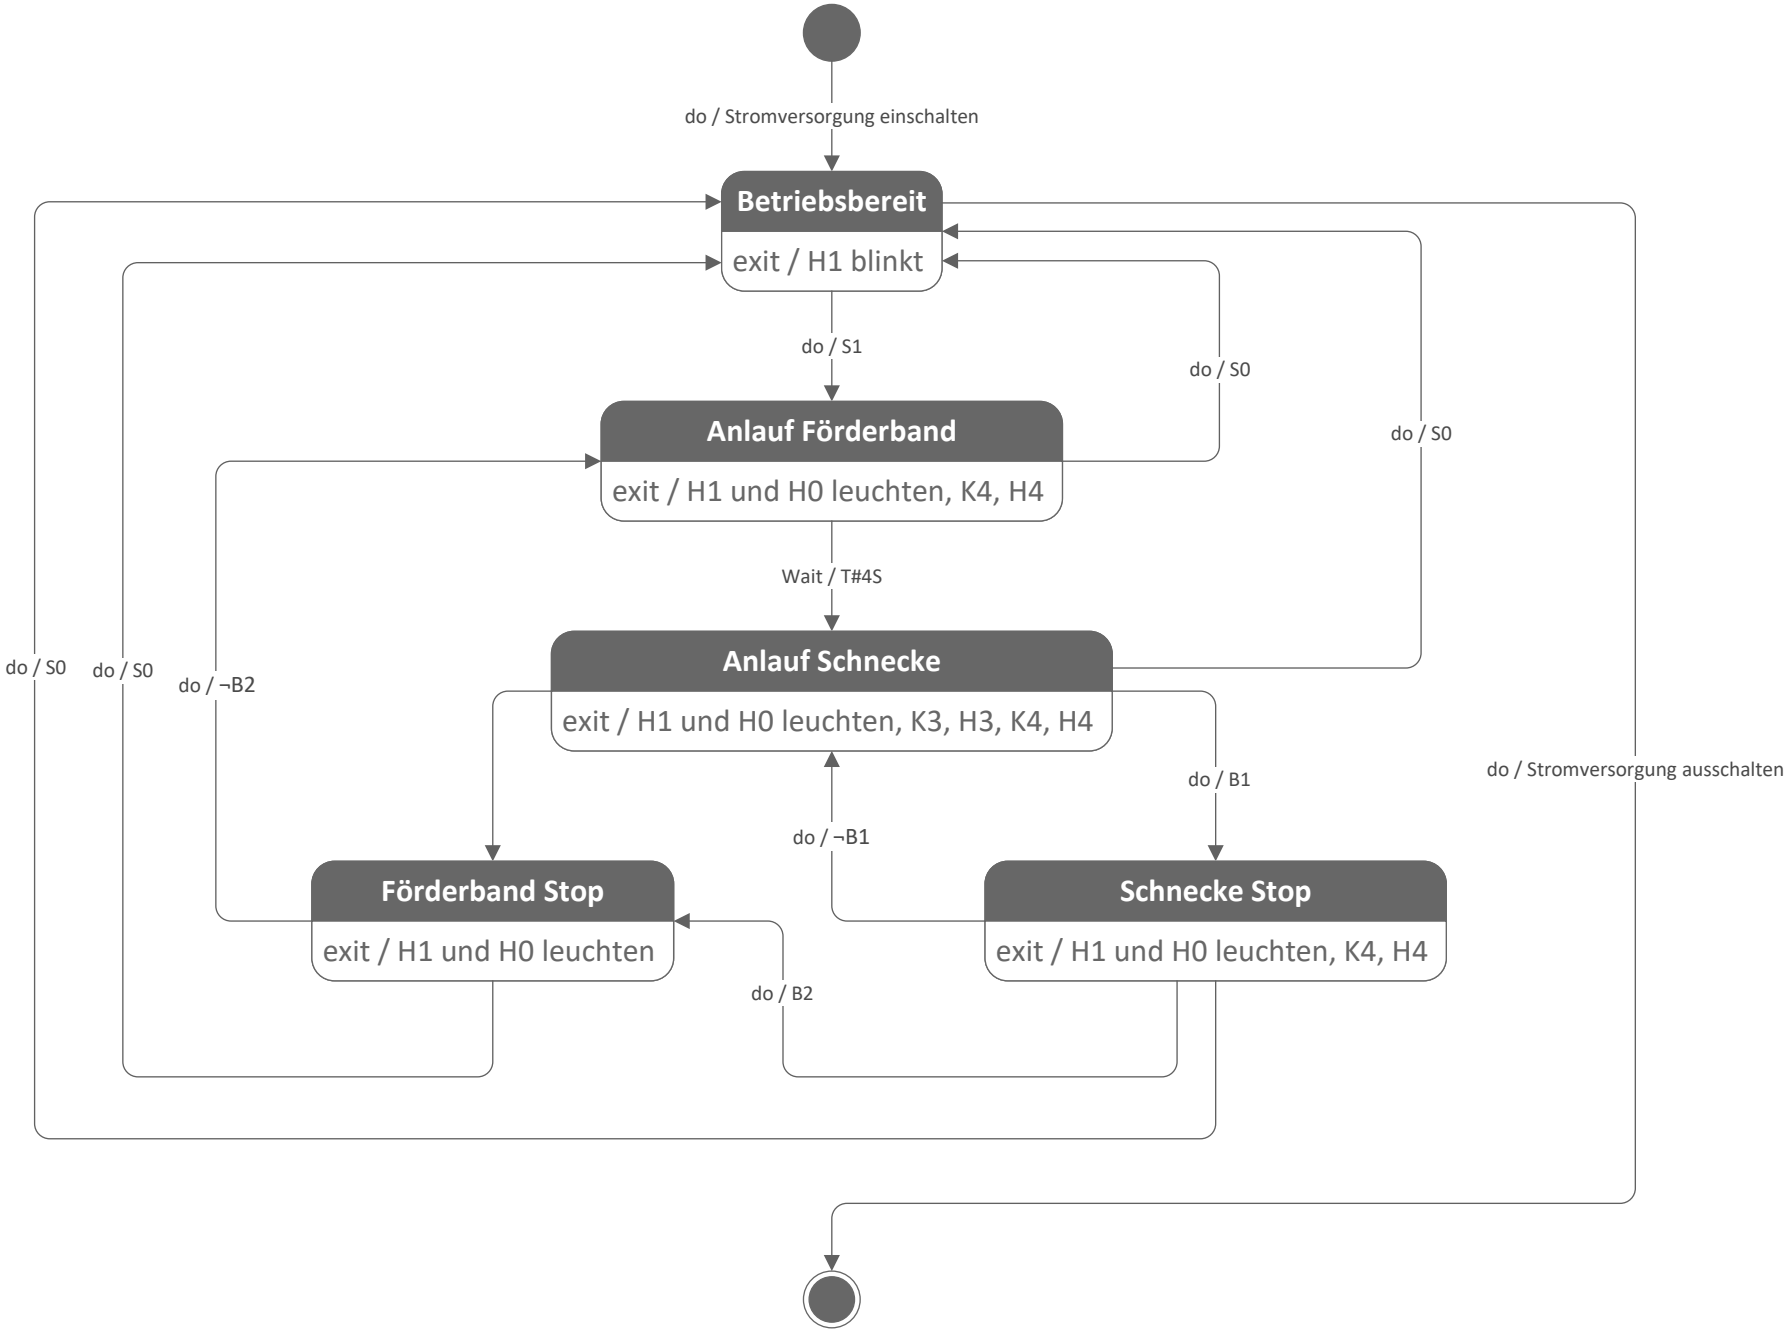 do / Stromversorgung einschalten
Betriebsbereit
exit / H1 blinkt
do / S1
do / S0
Anlauf Förderband
exit / H1 und H0 leuchten, K4, H4
do / S0
Wait / T#4S
Anlauf Schnecke
exit / H1 und H0 leuchten, K3, H3, K4, H4
do / S0
do / S0
do / ¬B2
do / B1
do / Stromversorgung ausschalten
do / ¬B1
Förderband Stop
exit / H1 und H0 leuchten
Schnecke Stop
exit / H1 und H0 leuchten, K4, H4
do / B2